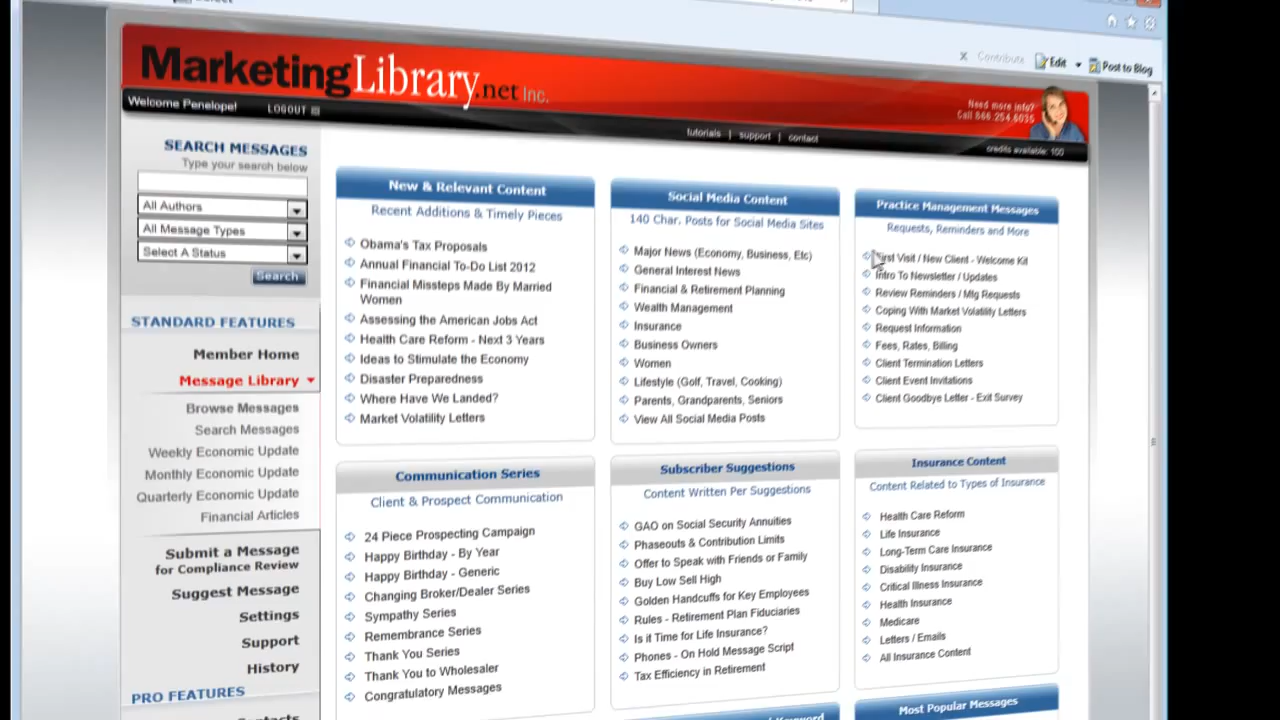 Contribute
Edit
Post to Blog
MarketingLibrary.net Inc.
Need more info?
Call 866.254.6035
Welcome Penelope!
LOGOUT
tutorials | support | contact
credits available: 100
SEARCH MESSAGES
Type your search below
All Authors
All Message Types
Select A Status
Search
STANDARD FEATURES
Member Home
Message Library
Browse Messages
Search Messages
Weekly Economic Update
Monthly Economic Update
Quarterly Economic Update
Financial Articles
Submit a Message
for Compliance Review
Suggest Message
Settings
Support
History
PRO FEATURES
New & Relevant Content
Recent Additions & Timely Pieces
Obama's Tax Proposals
Annual Financial To-Do List 2012
Financial Missteps Made By Married
Women
Assessing the American Jobs Act
Health Care Reform - Next 3 Years
Ideas to Stimulate the Economy
Disaster Preparedness
Where Have We Landed?
Market Volatility Letters
Social Media Content
140 Char. Posts for Social Media Sites
Major News (Economy, Business, Etc)
General Interest News
Financial & Retirement Planning
Wealth Management
Insurance
Business Owners
Women
Lifestyle (Golf, Travel, Cooking)
Parents, Grandparents, Seniors
View All Social Media Posts
Practice Management Messages
Requests, Reminders and More
First Visit / New Client - Welcome Kit
Intro To Newsletter / Updates
Review Reminders / Mtg Requests
Coping With Market Volatility Letters
Request Information
Fees, Rates, Billing
Client Termination Letters
Client Event Invitations
Client Goodbye Letter - Exit Survey
Communication Series
Client & Prospect Communication
24 Piece Prospecting Campaign
Happy Birthday - By Year
Happy Birthday - Generic
Changing Broker/Dealer Series
Sympathy Series
Remembrance Series
Thank You Series
Thank You to Wholesaler
Congratulatory Messages
Subscriber Suggestions
Content Written Per Suggestions
GAO on Social Security Annuities
Phaseouts & Contribution Limits
Offer to Speak with Friends or Family
Buy Low Sell High
Golden Handcuffs for Key Employees
Rules - Retirement Plan Fiduciaries
Is it Time for Life Insurance?
Phones - On Hold Message Script
Tax Efficiency in Retirement
Insurance Content
Content Related to Types of Insurance
Health Care Reform
Life Insurance
Long-Term Care Insurance
Disability Insurance
Critical Illness Insurance
Health Insurance
Medicare
Letters / Emails
All Insurance Content
Most Popular Messages